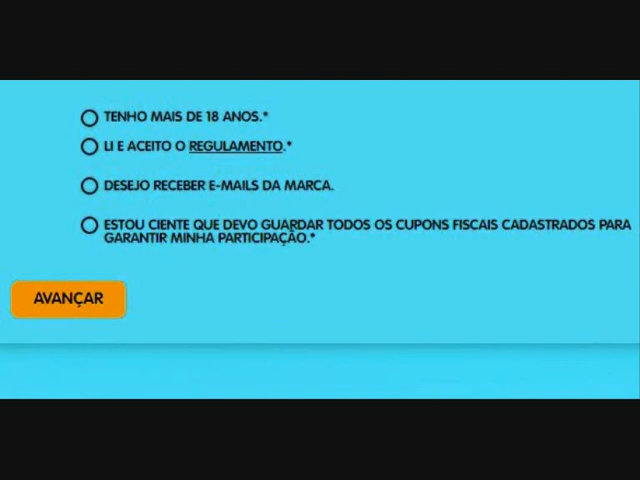 TENHO MAIS DE 18 ANOS.*
LI E ACEITO O REGULAMENTO.*
DESEJO RECEBER E-MAILS DA MARCA.
ESTOU CIENTE QUE DEVO GUARDAR TODOS OS CUPONS FISCAIS CADASTRADOS PARA
GARANTIR MINHA PARTICIPAÇÃO.*
AVANÇAR